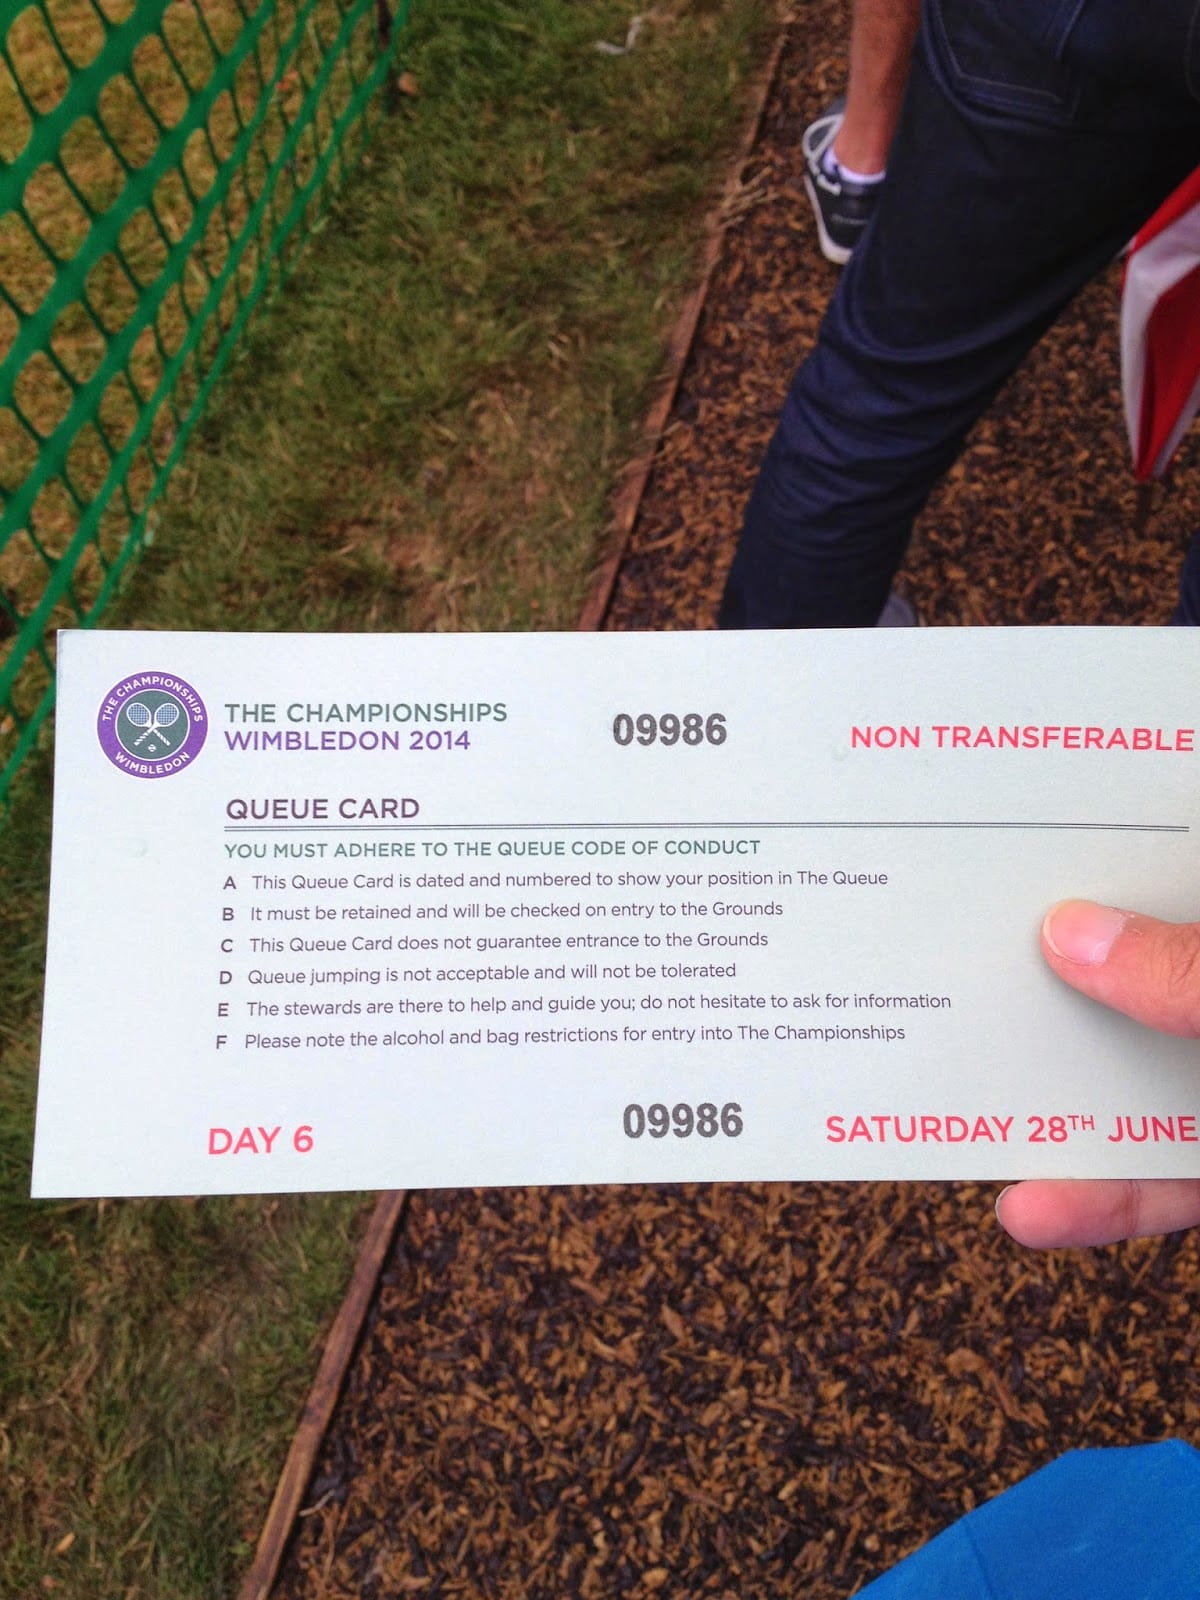 THE CHAMPIONSHIPS
WIMBLEDON
THE CHAMPIONSHIPS
WIMBLEDON 2014
09986
NON TRANSFERABLE
QUEUE CARD
YOU MUST ADHERE TO THE QUEUE CODE OF CONDUCT
A This Queue Card is dated and numbered to show your position in The Queue
B It must be retained and will be checked on entry to the Grounds
C This Queue Card does not guarantee entrance to the Grounds
D Queue jumping is not acceptable and will not be tolerated
E The stewards are there to help and guide you; do not hesitate to ask for information
F Please note the alcohol and bag restrictions for entry into The Championships
DAY 6
09986
SATURDAY 28TH JUNE